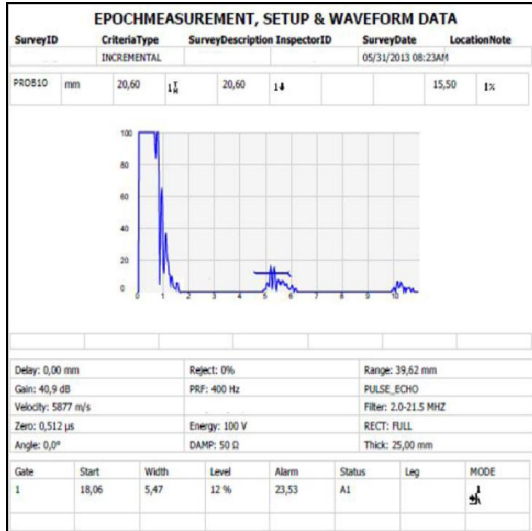 EPOCHMEASUREMENT, SETUP & WAVEFORM DATA
SurveyID CriteriaType SurveyDescription InspectorID SurveyDate LocationNote
INCREMENTAL 05/31/2013 08:23AM
PROB10 mm 20,60 1 20,60 1 15,50 1%
100
80
60
40
20
0
0 1 2 3 4 5 6 7 8 9 10
Delay: 0,00 mm Reject: 0% Range: 39,62 mm
Gain: 40,9 dB PRF: 400 Hz PULSE_ECHO
Velocity: 5877 m/s Filter: 2.0-21.5 MHZ
Zero: 0,512 µs Energy: 100 V RECT: FULL
Angle: 0,0° DAMP: 50 Ω Thick: 25,00 mm
Gate Start Width Level Alarm Status Leg MODE
1 18,06 5,47 12 % 23,53 A1